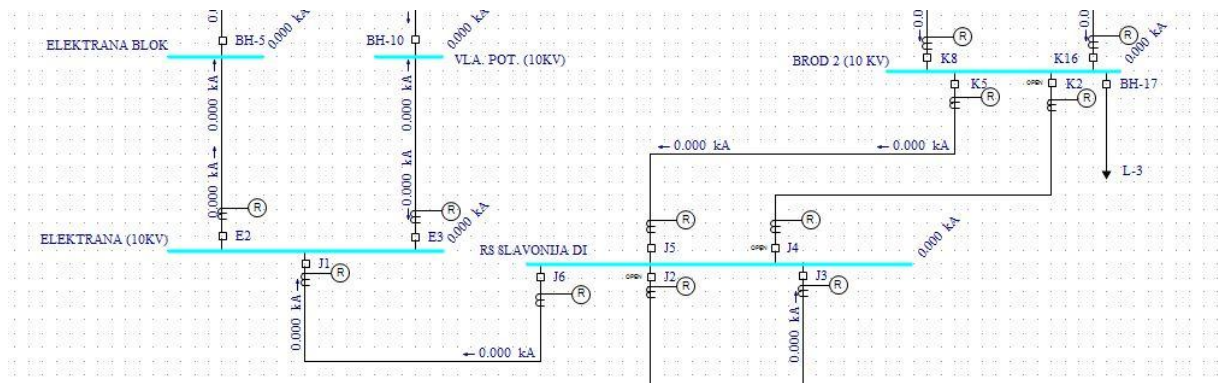 0.000 kA
0.000 kA
ELEKTRANA BLOK
BH-5
BH-10
VLA. POT. (10KV)
0.000 kA
0.000 kA
0.000 kA
0.000 kA
R
R
E2
E3
0.000 kA
ELEKTRANA (10KV)
J1
R
0.000 kA
← 0.000 kA
R
R
BROD 2 (10 KV)
K8
K16
0.000 kA
K5
OPEN
K2
BH-17
R
R
← 0.000 kA
← 0.000 kA
L-3
R
R
RS SLAVONIJA DI
J5
OPEN
J4
0.000 kA
J6
OPEN
J2
J3
R
R
R
0.000 kA